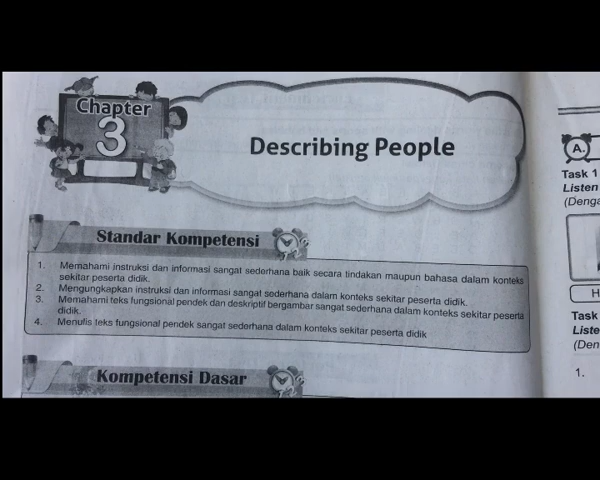 Chapter
3
Describing People
Standar Kompetensi
1. Memahami instruksi dan informasi sangat sederhana baik secara tindakan maupun bahasa dalam konteks
sekitar peserta didik.
2. Mengungkapkan instruksi dan informasi sangat sederhana dalam konteks sekitar peserta didik.
3. Memahami teks fungsional pendek dan deskriptif bergambar sangat sederhana dalam konteks sekitar peserta
didik.
4. Menulis teks fungsional pendek sangat sederhana dalam konteks sekitar peserta didik
Kompetensi Dasar
A.
Task 1
Listen
(Denga
H
Task
Liste
(Den
1.